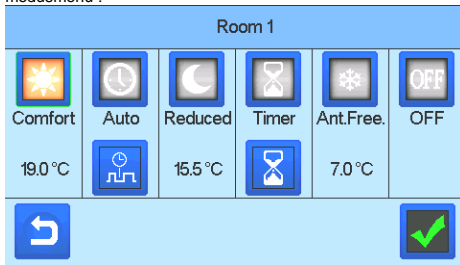 Room 1
OFF
Comfort Auto Reduced Timer Ant.Free. OFF
19.0 °C 15.5 °C 7.0 °C